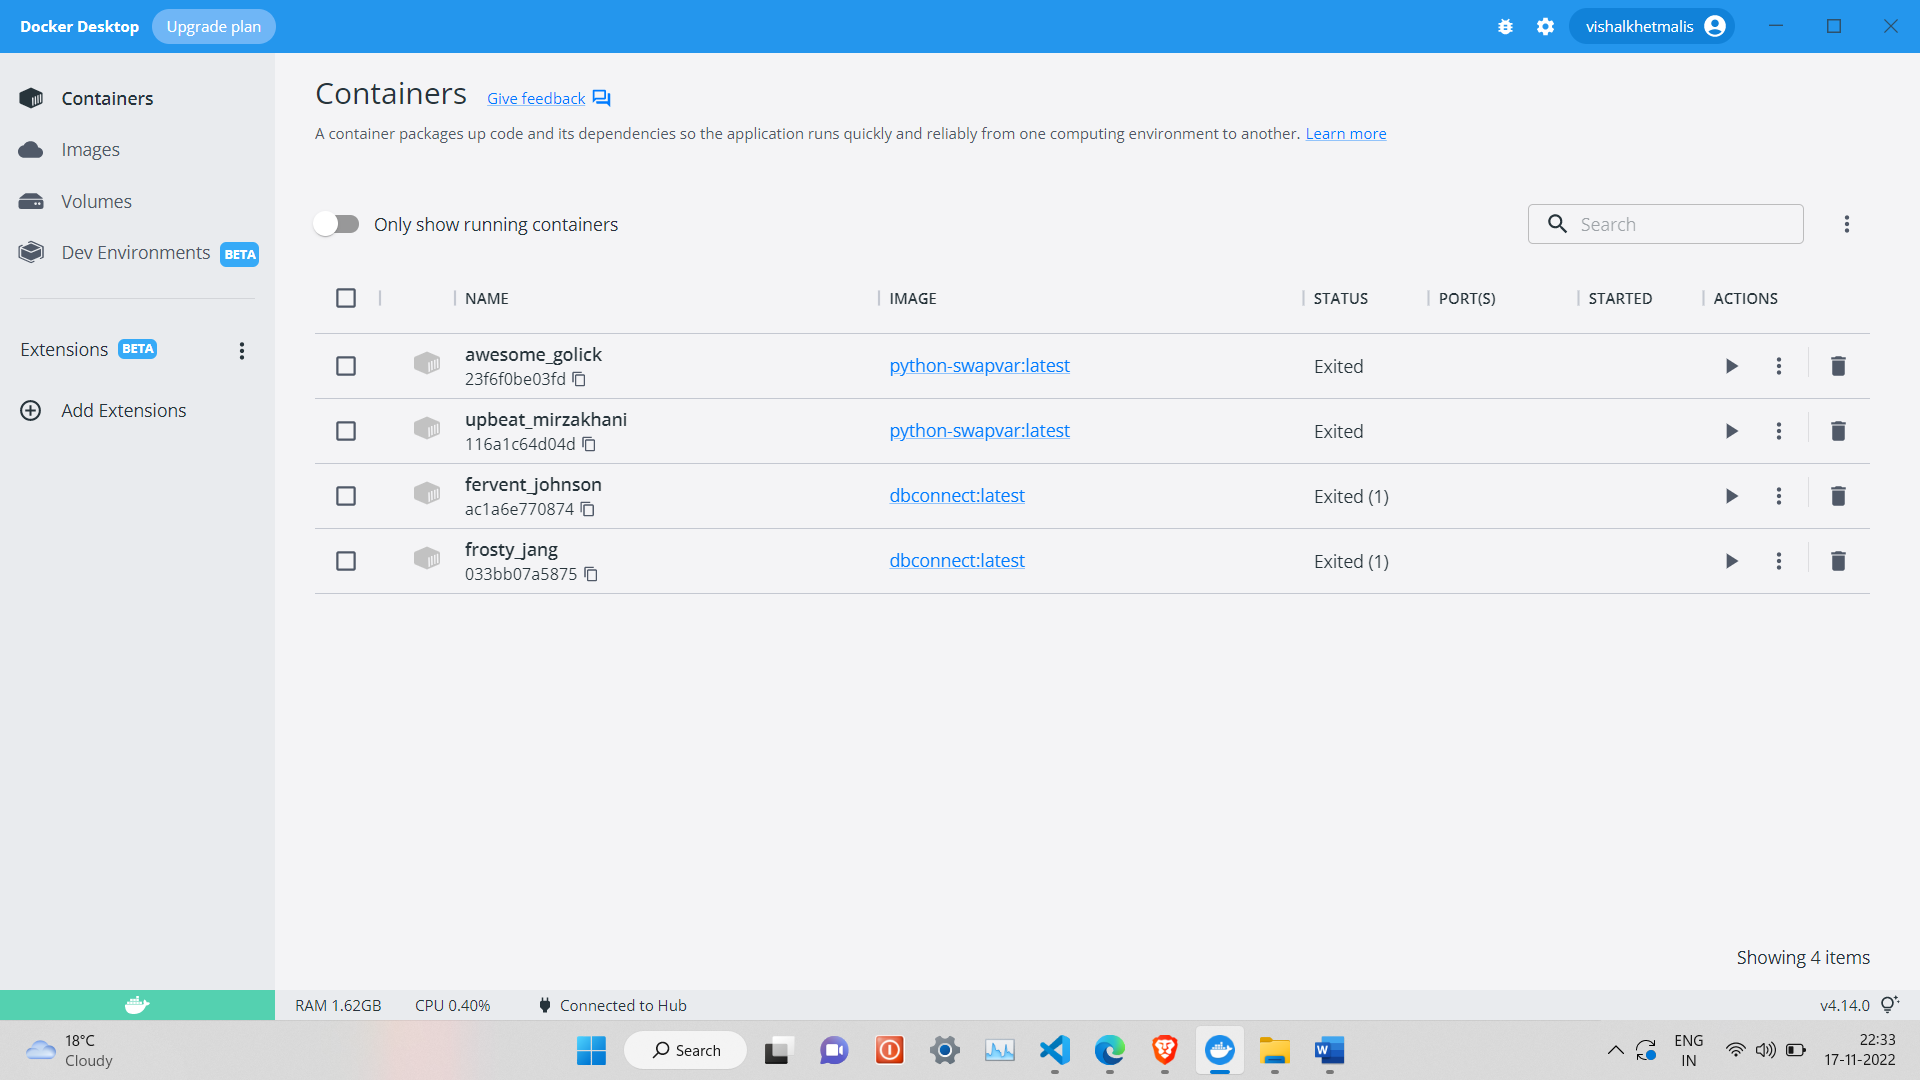 Docker Desktop Upgrade plan vishalkhetmalis
Containers
Images
Volumes
Dev Environments BETA
Extensions BETA
Add Extensions
Containers Give feedback
A container packages up code and its dependencies so the application runs quickly and reliably from one computing environment to another. Learn more
Only show running containers Search
NAME IMAGE STATUS PORT(S) STARTED ACTIONS
awesome_golick
23f6f0be03fd python-swapvar:latest Exited
upbeat_mirzakhani
116a1c64d04d python-swapvar:latest Exited
fervent_johnson
ac1a6e770874 dbconnect:latest Exited (1)
frosty_jang
033bb07a5875 dbconnect:latest Exited (1)
Showing 4 items
RAM 1.62GB CPU 0.40% Connected to Hub v4.14.0
18°C
Cloudy
Search
W
ENG
IN
22:33
17-11-2022